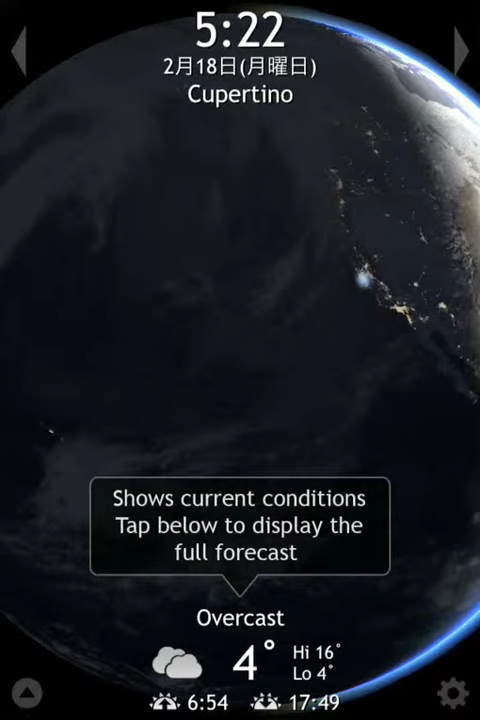 5:22
2月18日(月曜日)
Cupertino
Shows current conditions
Tap below to display the
full forecast
Overcast
4°
Hi 16°
Lo 4°
6:54 17:49